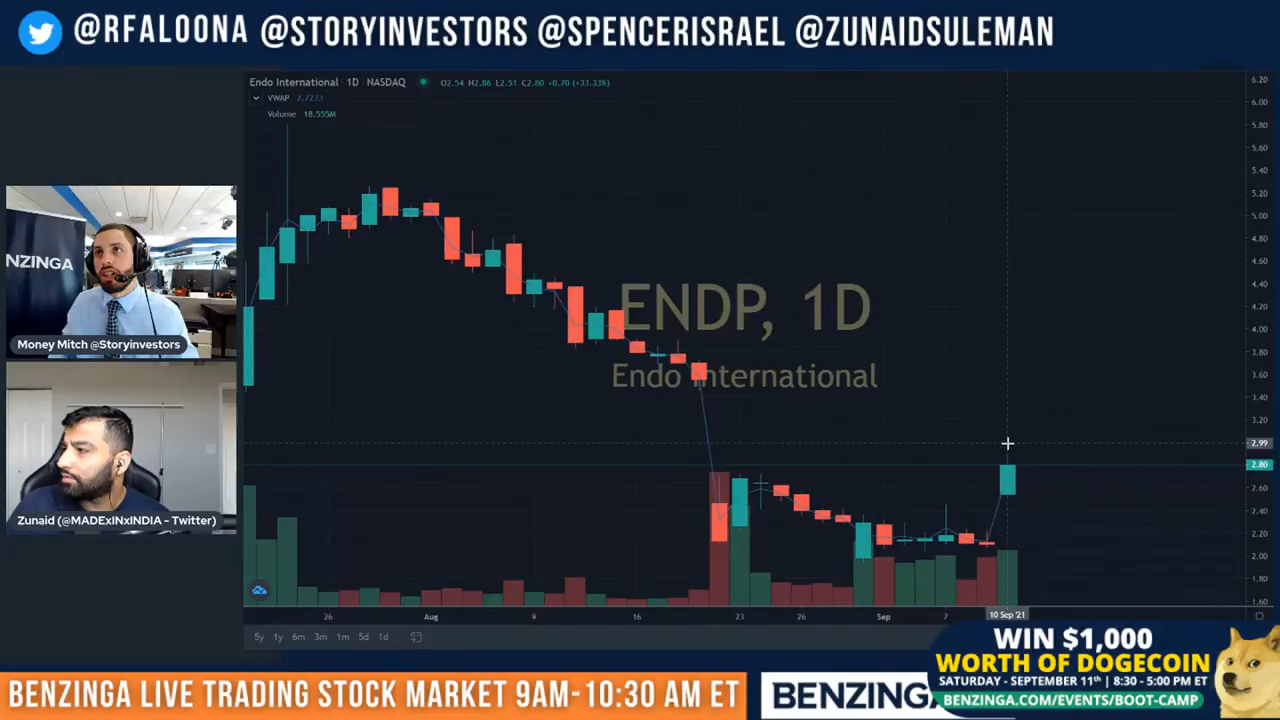 @RFALOONA @STORYINVESTORS @SPENCERISRAEL @ZUNAIDSULEMAN
Endo International · 1D · NASDAQ O2.54 H2.86 L2.51 C2.80 +0.70 (+33.33%)
VWAP 2.7233
Volume 18.555M
6.20
6.00
5.80
5.60
5.40
5.20
5.00
4.80
4.60
4.40
4.20
4.00
3.80
3.60
3.40
3.20
2.99
2.80
2.60
2.40
2.20
2.00
1.80
1.60
ENDP, 1D
Endo International
NZINGA
Money Mitch @Storyinvestors
Zunaid (@MADExINxINDIA - Twitter)
26 Aug 9 16 23 26 Sep 7 10 Sep '21
5y 1y 6m 3m 1m 5d 1d
WIN $1,000
WORTH OF DOGECOIN
SATURDAY - SEPTEMBER 11th | 8:30 - 5:00 PM ET
BENZINGA.COM/EVENTS/BOOT-CAMP
BENZINGA LIVE TRADING STOCK MARKET 9AM-10:30 AM ET
BENZINGA